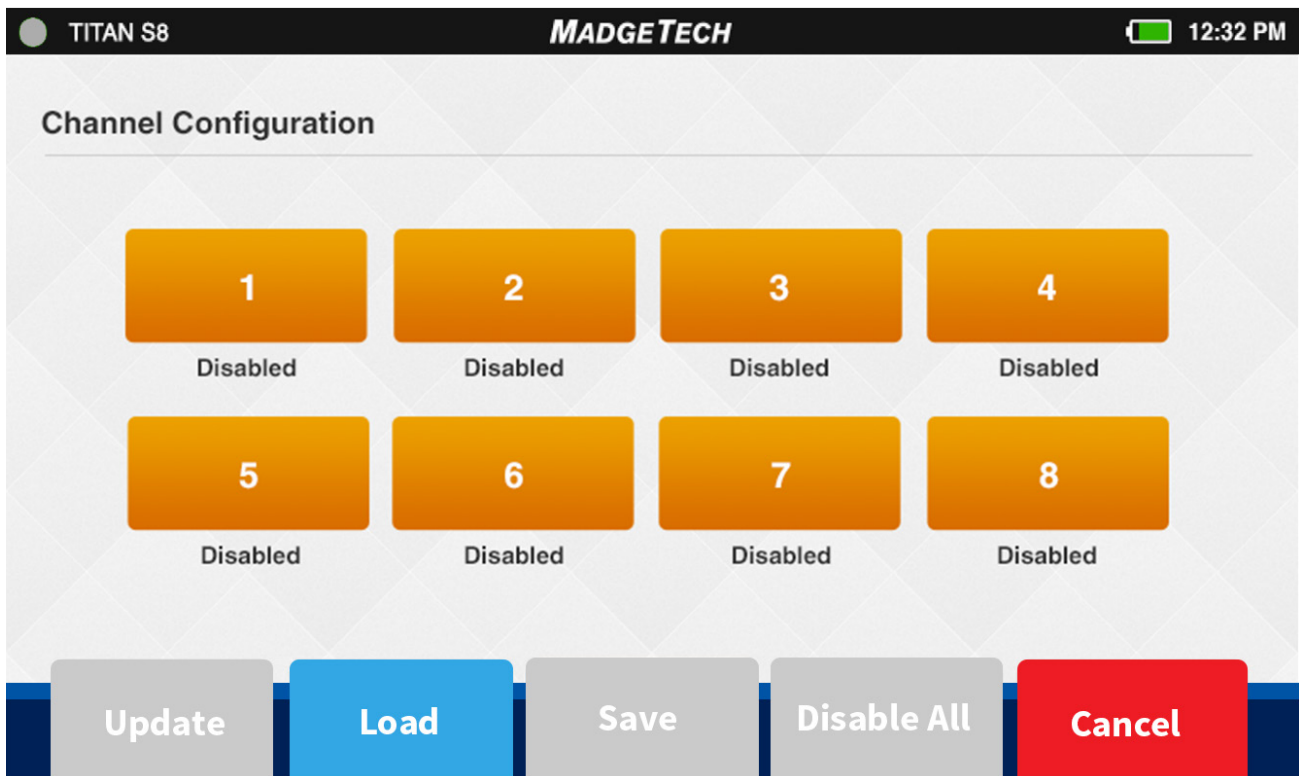 TITAN S8 MADGETECH 12:32 PM
Channel Configuration
1 2 3 4
Disabled Disabled Disabled Disabled
5 6 7 8
Disabled Disabled Disabled Disabled
Update Load Save Disable All Cancel